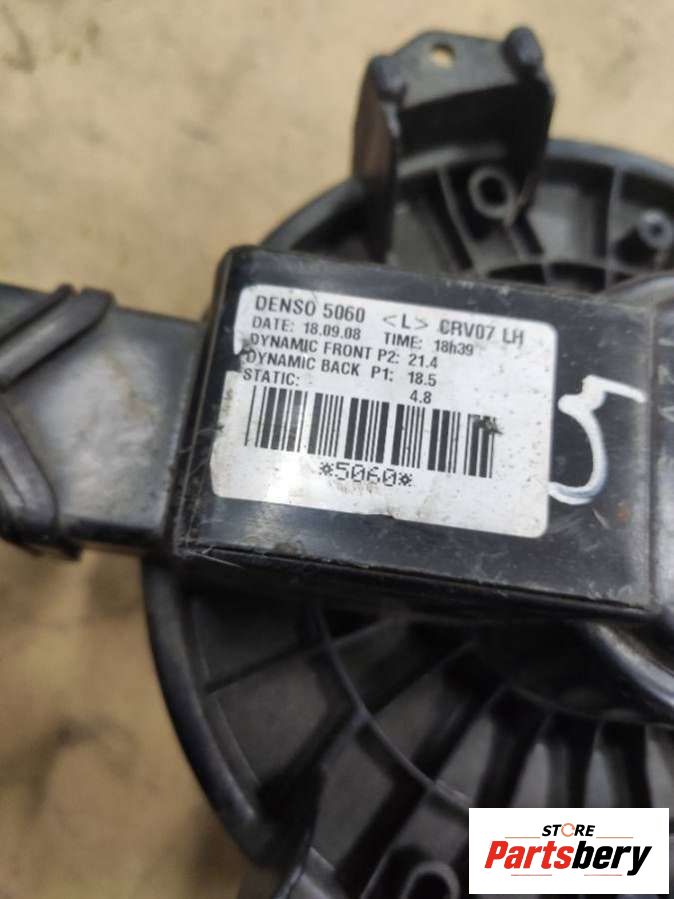 DENSO 5060 <L> CRV07 LH
DATE: 18.09.08 TIME: 18h39
DYNAMIC FRONT P2: 21.4
DYNAMIC BACK P1: 18.5
STATIC: 4.8
*5060*
STORE
Partsbery